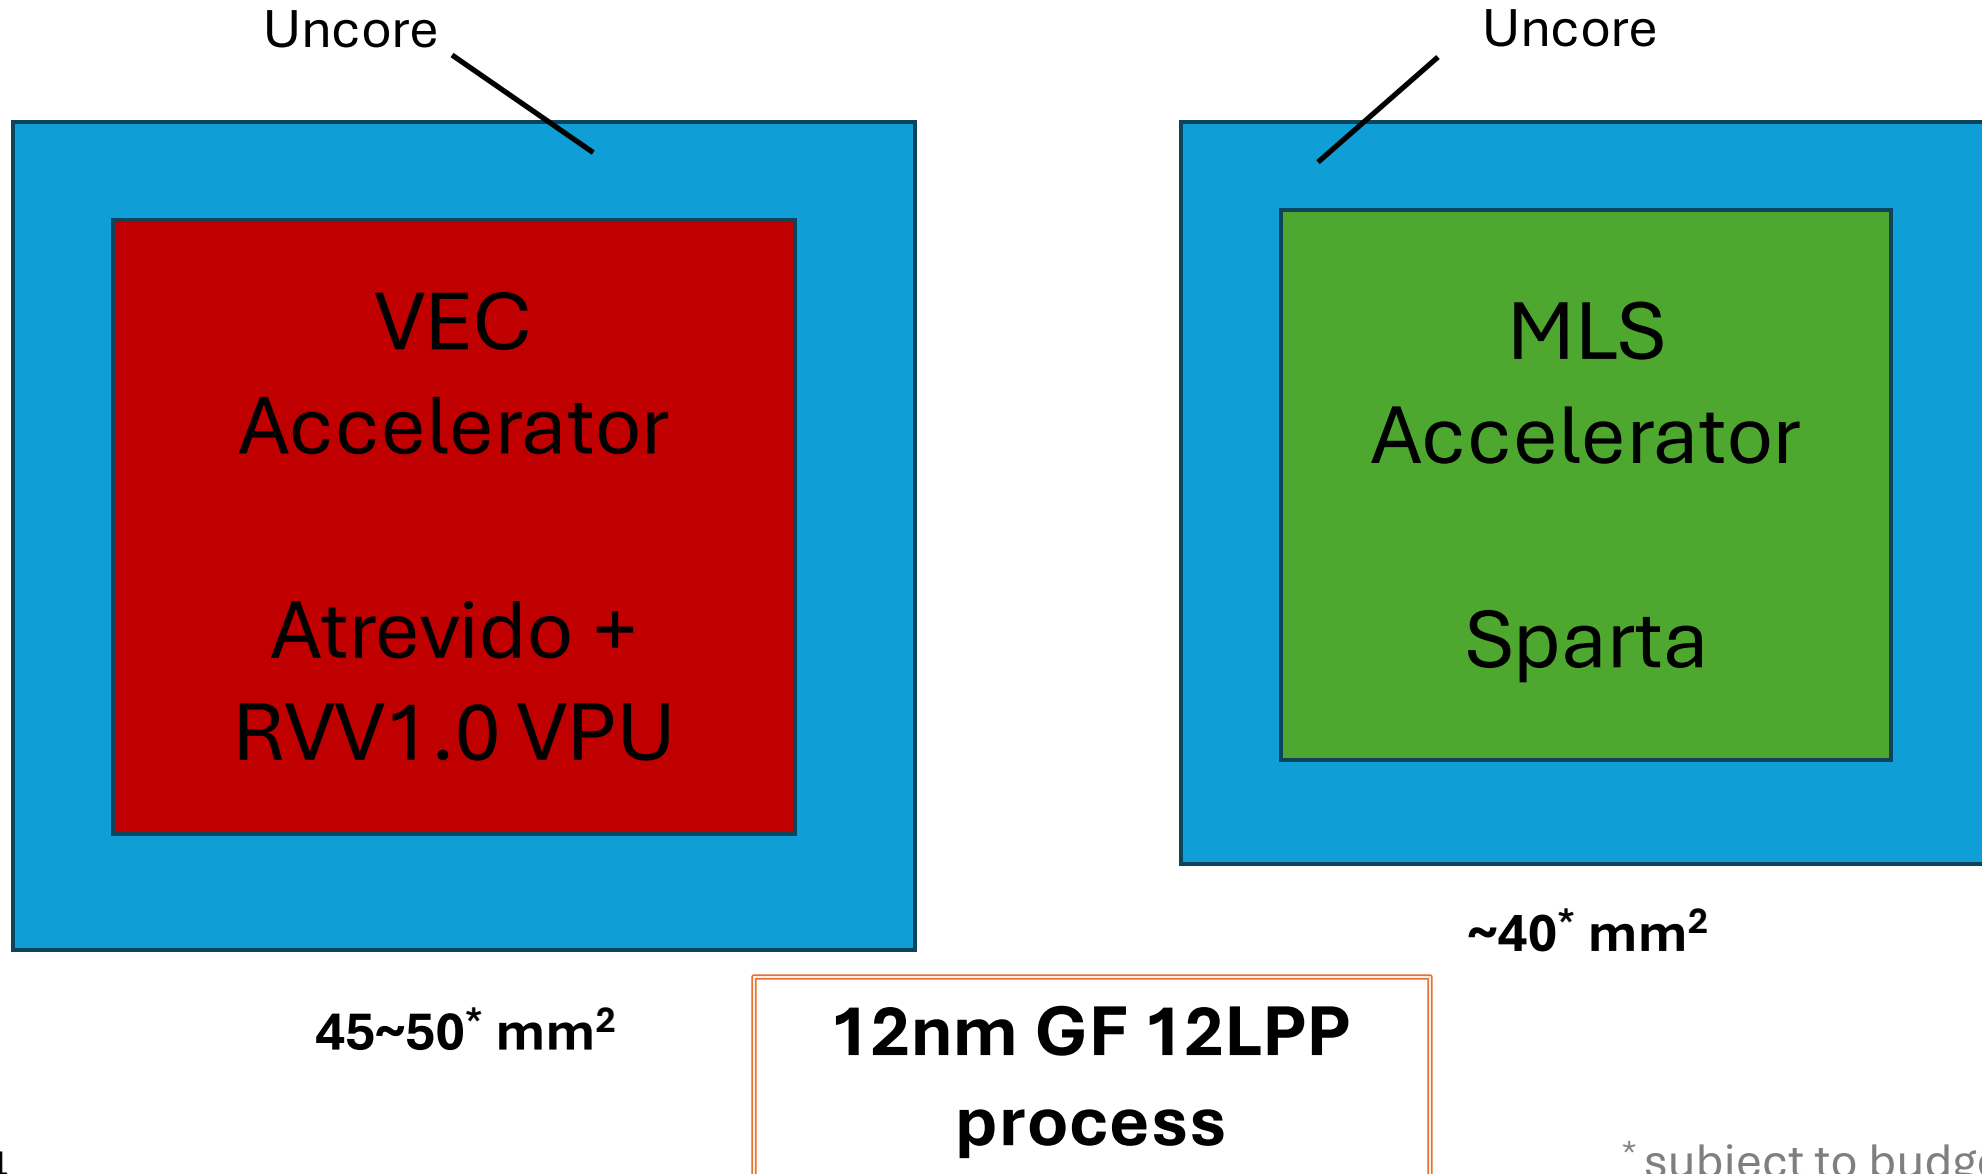 Uncore
Uncore
VEC
Accelerator
Atrevido +
RVV1.0 VPU
MLS
Accelerator
Sparta
~40* mm²
45~50* mm²
12nm GF 12LPP
process
* subject to